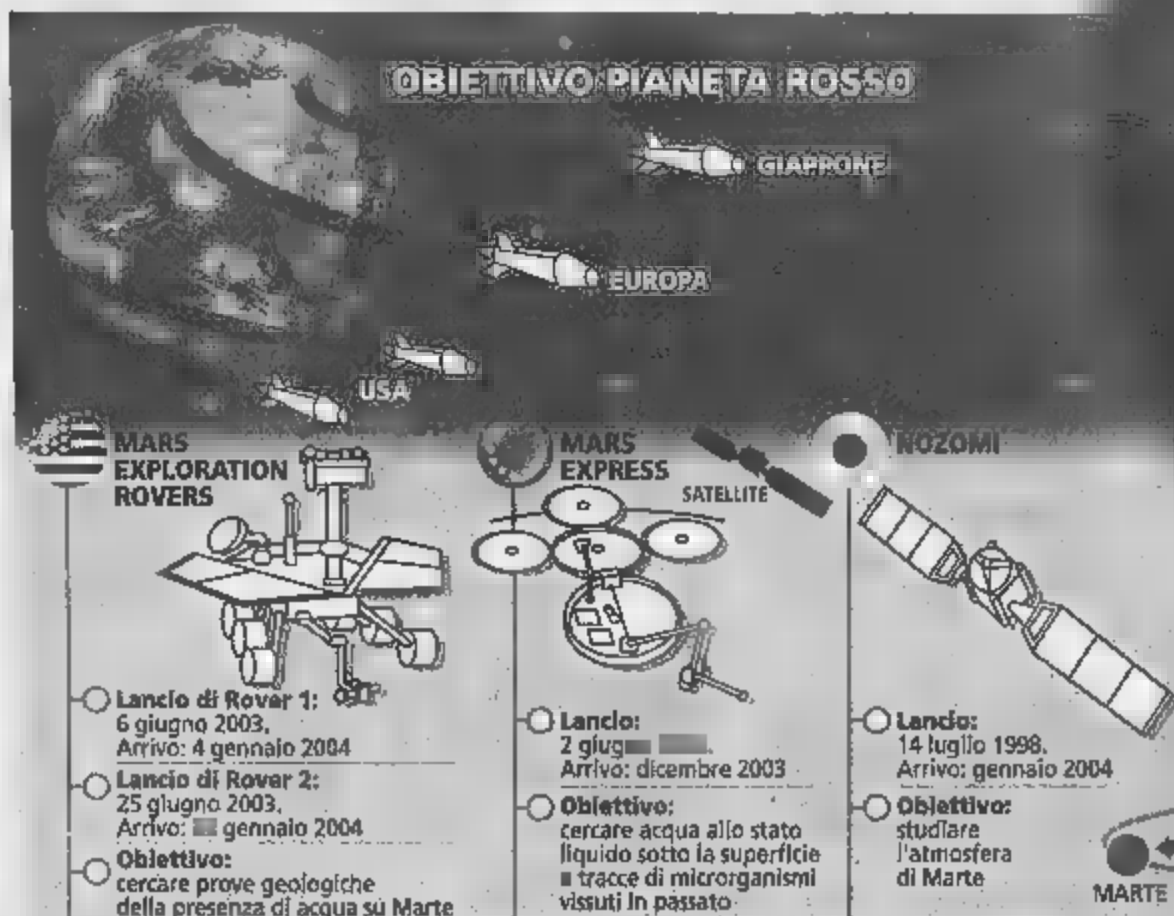 OBIETTIVO PIANETA ROSSO
GIAPPONE
EUROPA
USA
MARS
EXPLORATION
ROVERS
Lancio di Rover 1:
6 giugno 2003.
Arrivo: 4 gennaio 2004
Lancio di Rover 2:
25 giugno 2003.
Arrivo: gennaio 2004
Obiettivo:
cercare prove geologiche
della presenza di acqua su Marte
MARS
EXPRESS
SATELLITE
Lancio:
2
Arrivo: dicembre 2003
Obiettivo:
cercare acqua allo stato
liquido sotto la superficie
tracce di microrganismi
vissuti in passato
NOZOMI
Lancio:
14 luglio 1998.
Arrivo: gennaio 2004
Obiettivo:
studiare
l'atmosfera
di Marte
MARTE